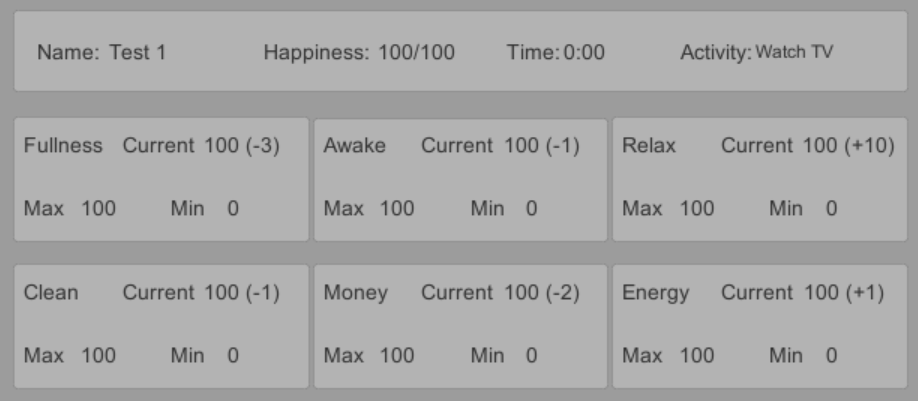 Name: Test 1 Happiness: 100/100 Time: 0:00 Activity: Watch TV
Fullness Current 100 (-3)
Max 100 Min 0
Awake Current 100 (-1)
Max 100 Min 0
Relax Current 100 (+10)
Max 100 Min 0
Clean Current 100 (-1)
Max 100 Min 0
Money Current 100 (-2)
Max 100 Min 0
Energy Current 100 (+1)
Max 100 Min 0